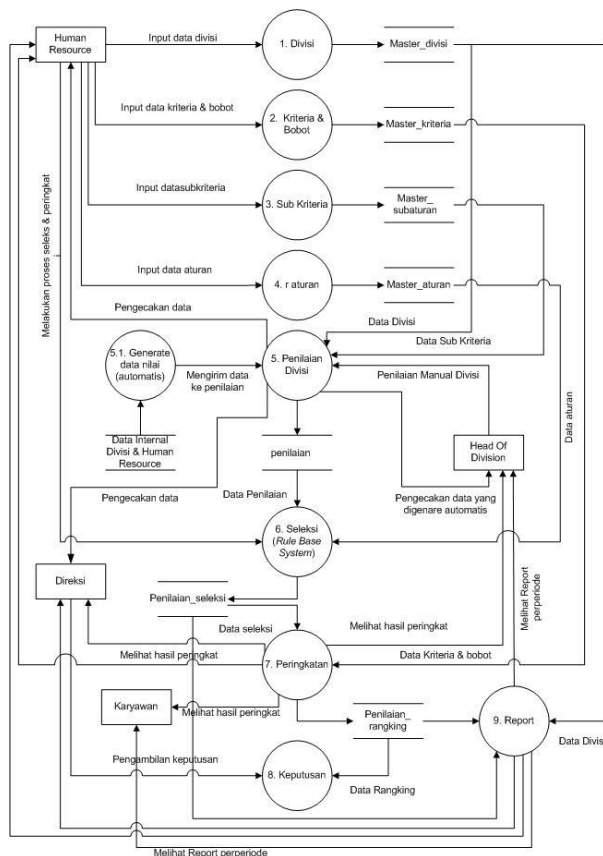 Human
Resource
Input data divisi
1. Divisi
Master_divisi
Input data kriteria & bobot
2. Kriteria &
Bobot
Master_kriteria
Input datasubkriteria
3. Sub Kriteria
Master_
subaturan
Melakukan proses seleks & peringkat
Input data aturan
4. r aturan
Master_aturan
Pengecakan data
Data Divisi
Data Sub Kriteria
5.1. Generate
data nilai
(automatis)
Mengirim data
ke penilaian
5. Penilaian
Divisi
Penilaian Manual Divisi
Data aturan
Data Internal
Divisi & Human
Resource
penilaian
Head Of
Division
Pengecakan data
Data Penilaian
Pengecakan data yang
digenare automatis
6. Seleksi
(Rule Base
System)
Direksi
Penilaian_seleksi
Data seleksi
Melihat hasil peringkat
Melihat Report
perperiode
Melihat hasil peringkat
7. Peringkatan
Data Kriteria & bobot
Karyawan
Melihat hasil peringkat
Penilaian_
rangking
9. Report
Pengambilan keputusan
8. Keputusan
Data Rangking
Data Divisi
Melihat Report perperiode